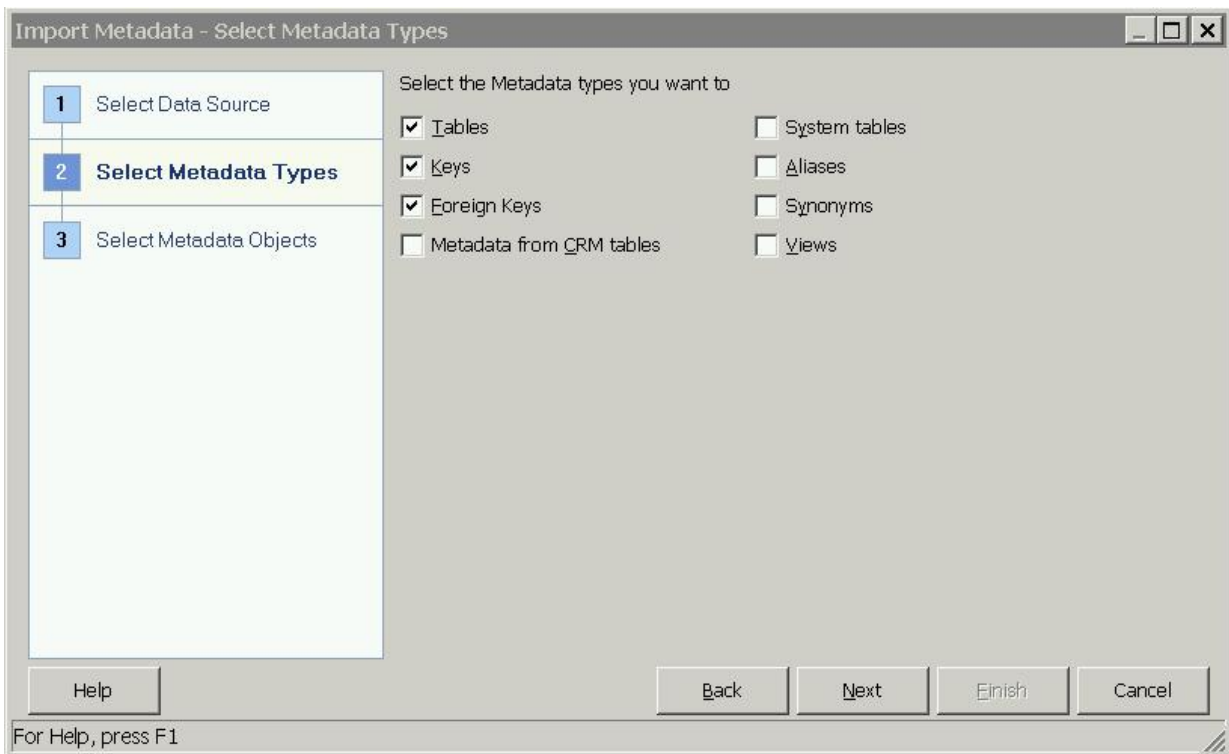 Import Metadata - Select Metadata Types
1 Select Data Source
2 Select Metadata Types
3 Select Metadata Objects
Select the Metadata types you want to
Tables
Keys
Foreign Keys
Metadata from CRM tables
System tables
Aliases
Synonyms
Views
Help
Back
Next
Finish
Cancel
For Help, press F1